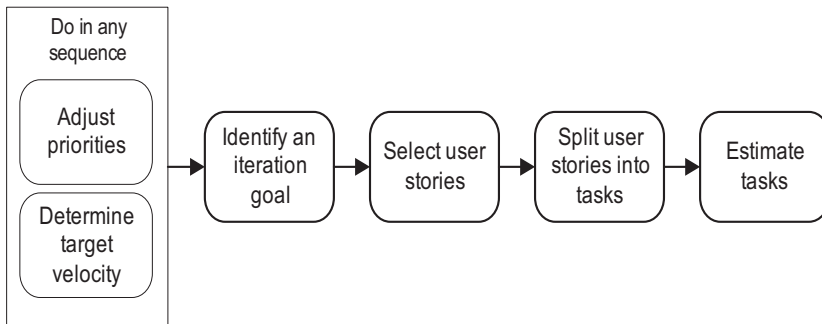 Do in any
sequence
Adjust
priorities
Determine
target
velocity
Identify an
iteration
goal
Select user
stories
Split user
stories into
tasks
Estimate
tasks